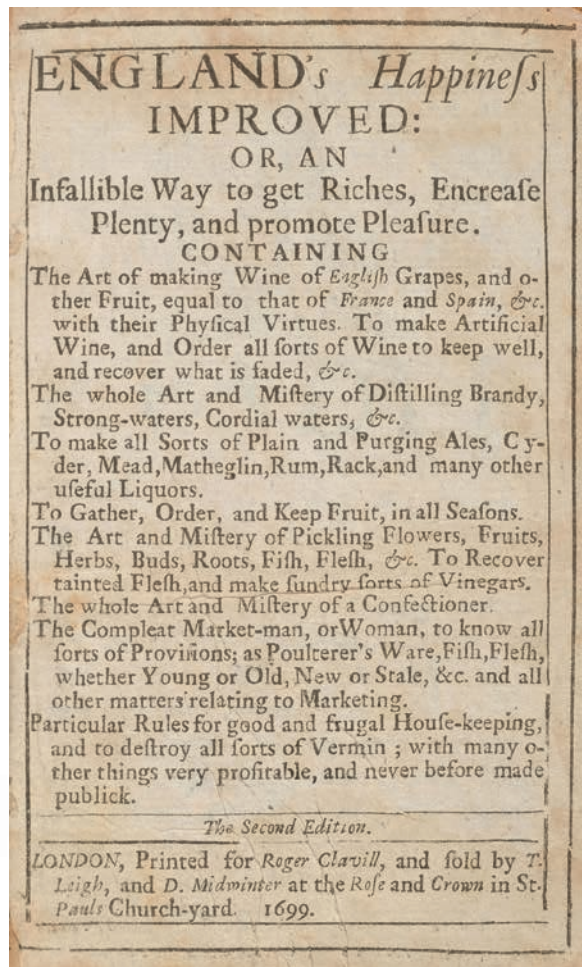 ENGLAND's Happineſs
IMPROVED:
OR, AN
Infallible Way to get Riches, Encreaſe
Plenty, and promote Pleaſure.
CONTAINING
The Art of making Wine of Engliſh Grapes, and o-
ther Fruit, equal to that of France and Spain, &c.
with their Phyſical Virtues. To make Artificial
Wine, and Order all ſorts of Wine to keep well,
and recover what is faded, &c.
The whole Art and Miſtery of Diſtilling Brandy,
Strong-waters, Cordial waters, &c.
To make all Sorts of Plain and Purging Ales, Cy-
der, Mead, Matheglin, Rum, Rack, and many other
uſeful Liquors.
To Gather, Order, and Keep Fruit, in all Seaſons.
The Art and Miſtery of Pickling Flowers, Fruits,
Herbs, Buds, Roots, Fiſh, Fleſh, &c. To Recover
tainted Fleſh, and make ſundry ſorts of Vinegars.
The whole Art and Miſtery of a Confectioner.
The Compleat Market-man, or Woman, to know all
ſorts of Proviſions; as Poulterer's Ware, Fiſh, Fleſh,
whether Young or Old, New or Stale, &c. and all
other matters relating to Marketing.
Particular Rules for good and frugal Houſe-keeping,
and to deſtroy all ſorts of Vermin ; with many o-
ther things very profitable, and never before made
publick.
The Second Edition.
LONDON, Printed for Roger Clavill, and ſold by T.
Leigh, and D. Midwinter at the Roſe and Crown in St.
Pauls Church-yard. 1699.